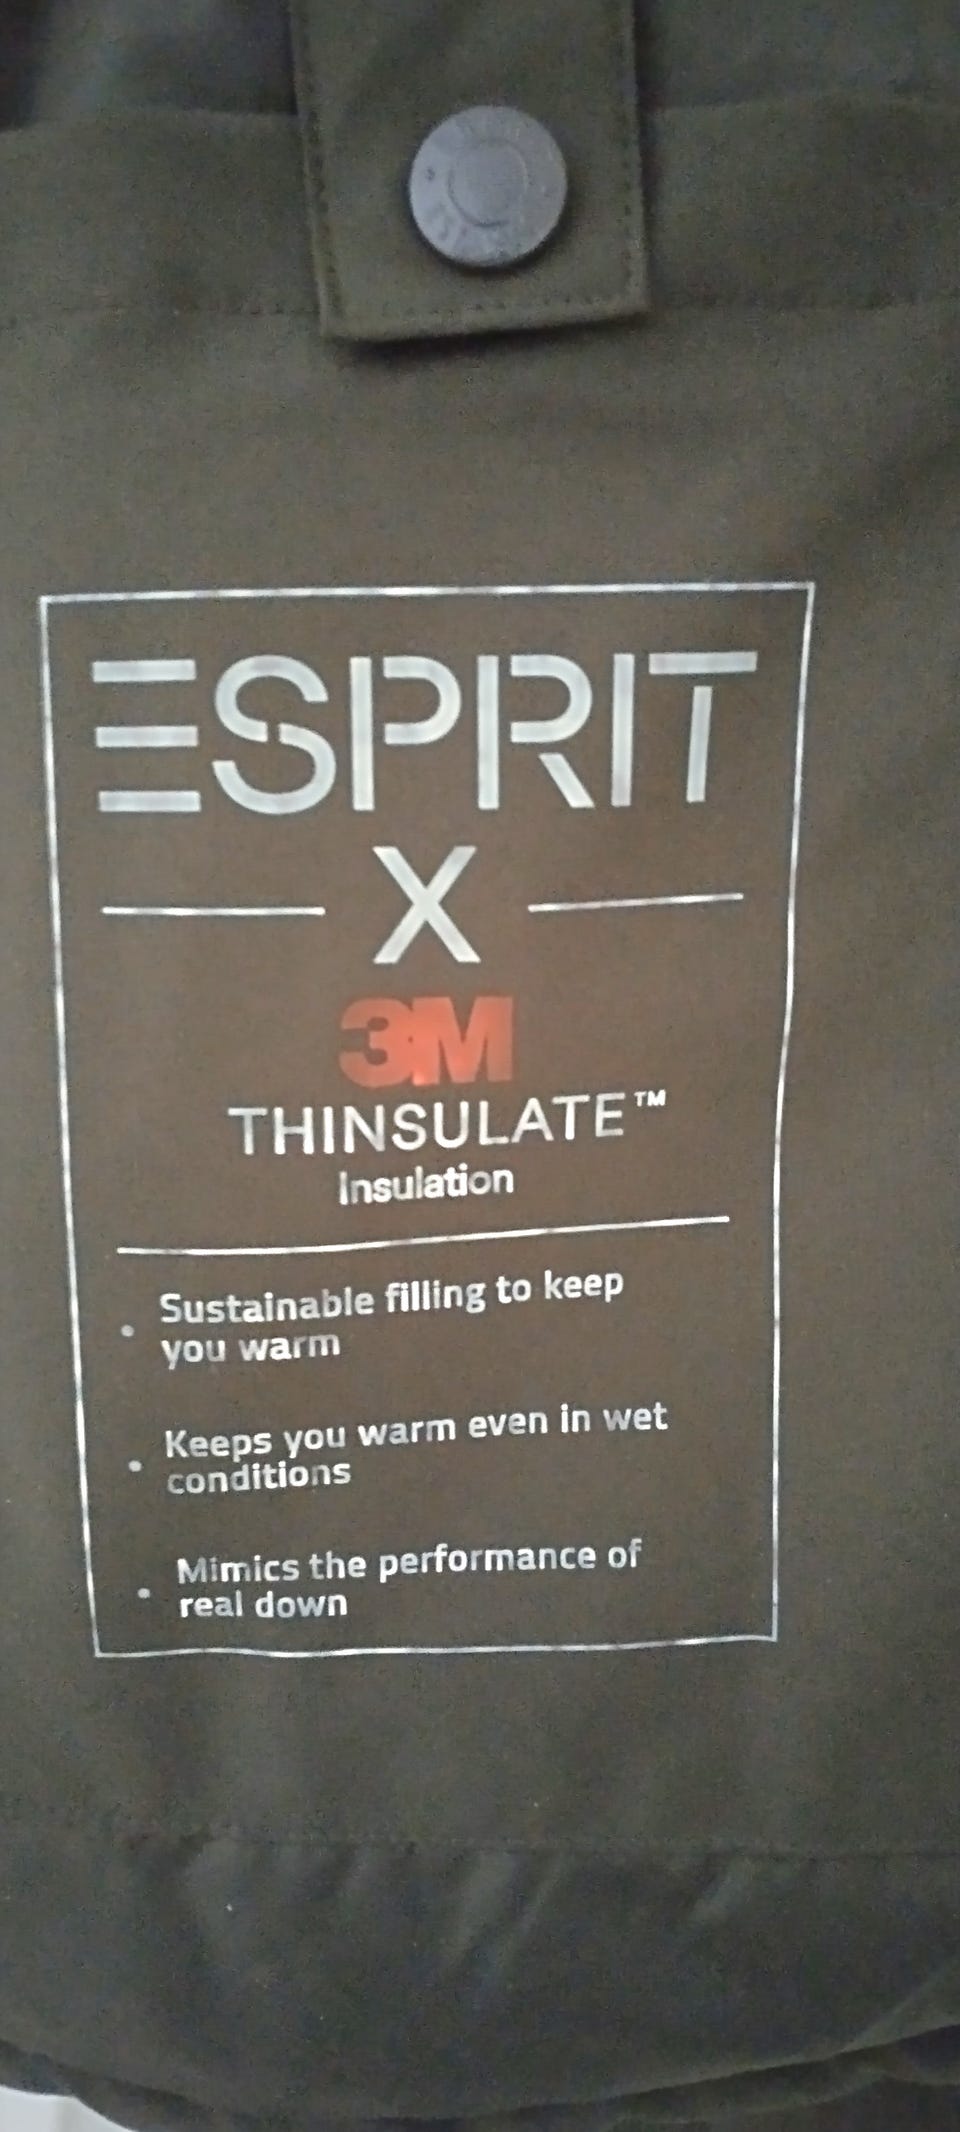 ESPRIT
X
3M
THINSULATE™
Insulation
• Sustainable filling to keep
you warm
• Keeps you warm even in wet
conditions
• Mimics the performance of
real down